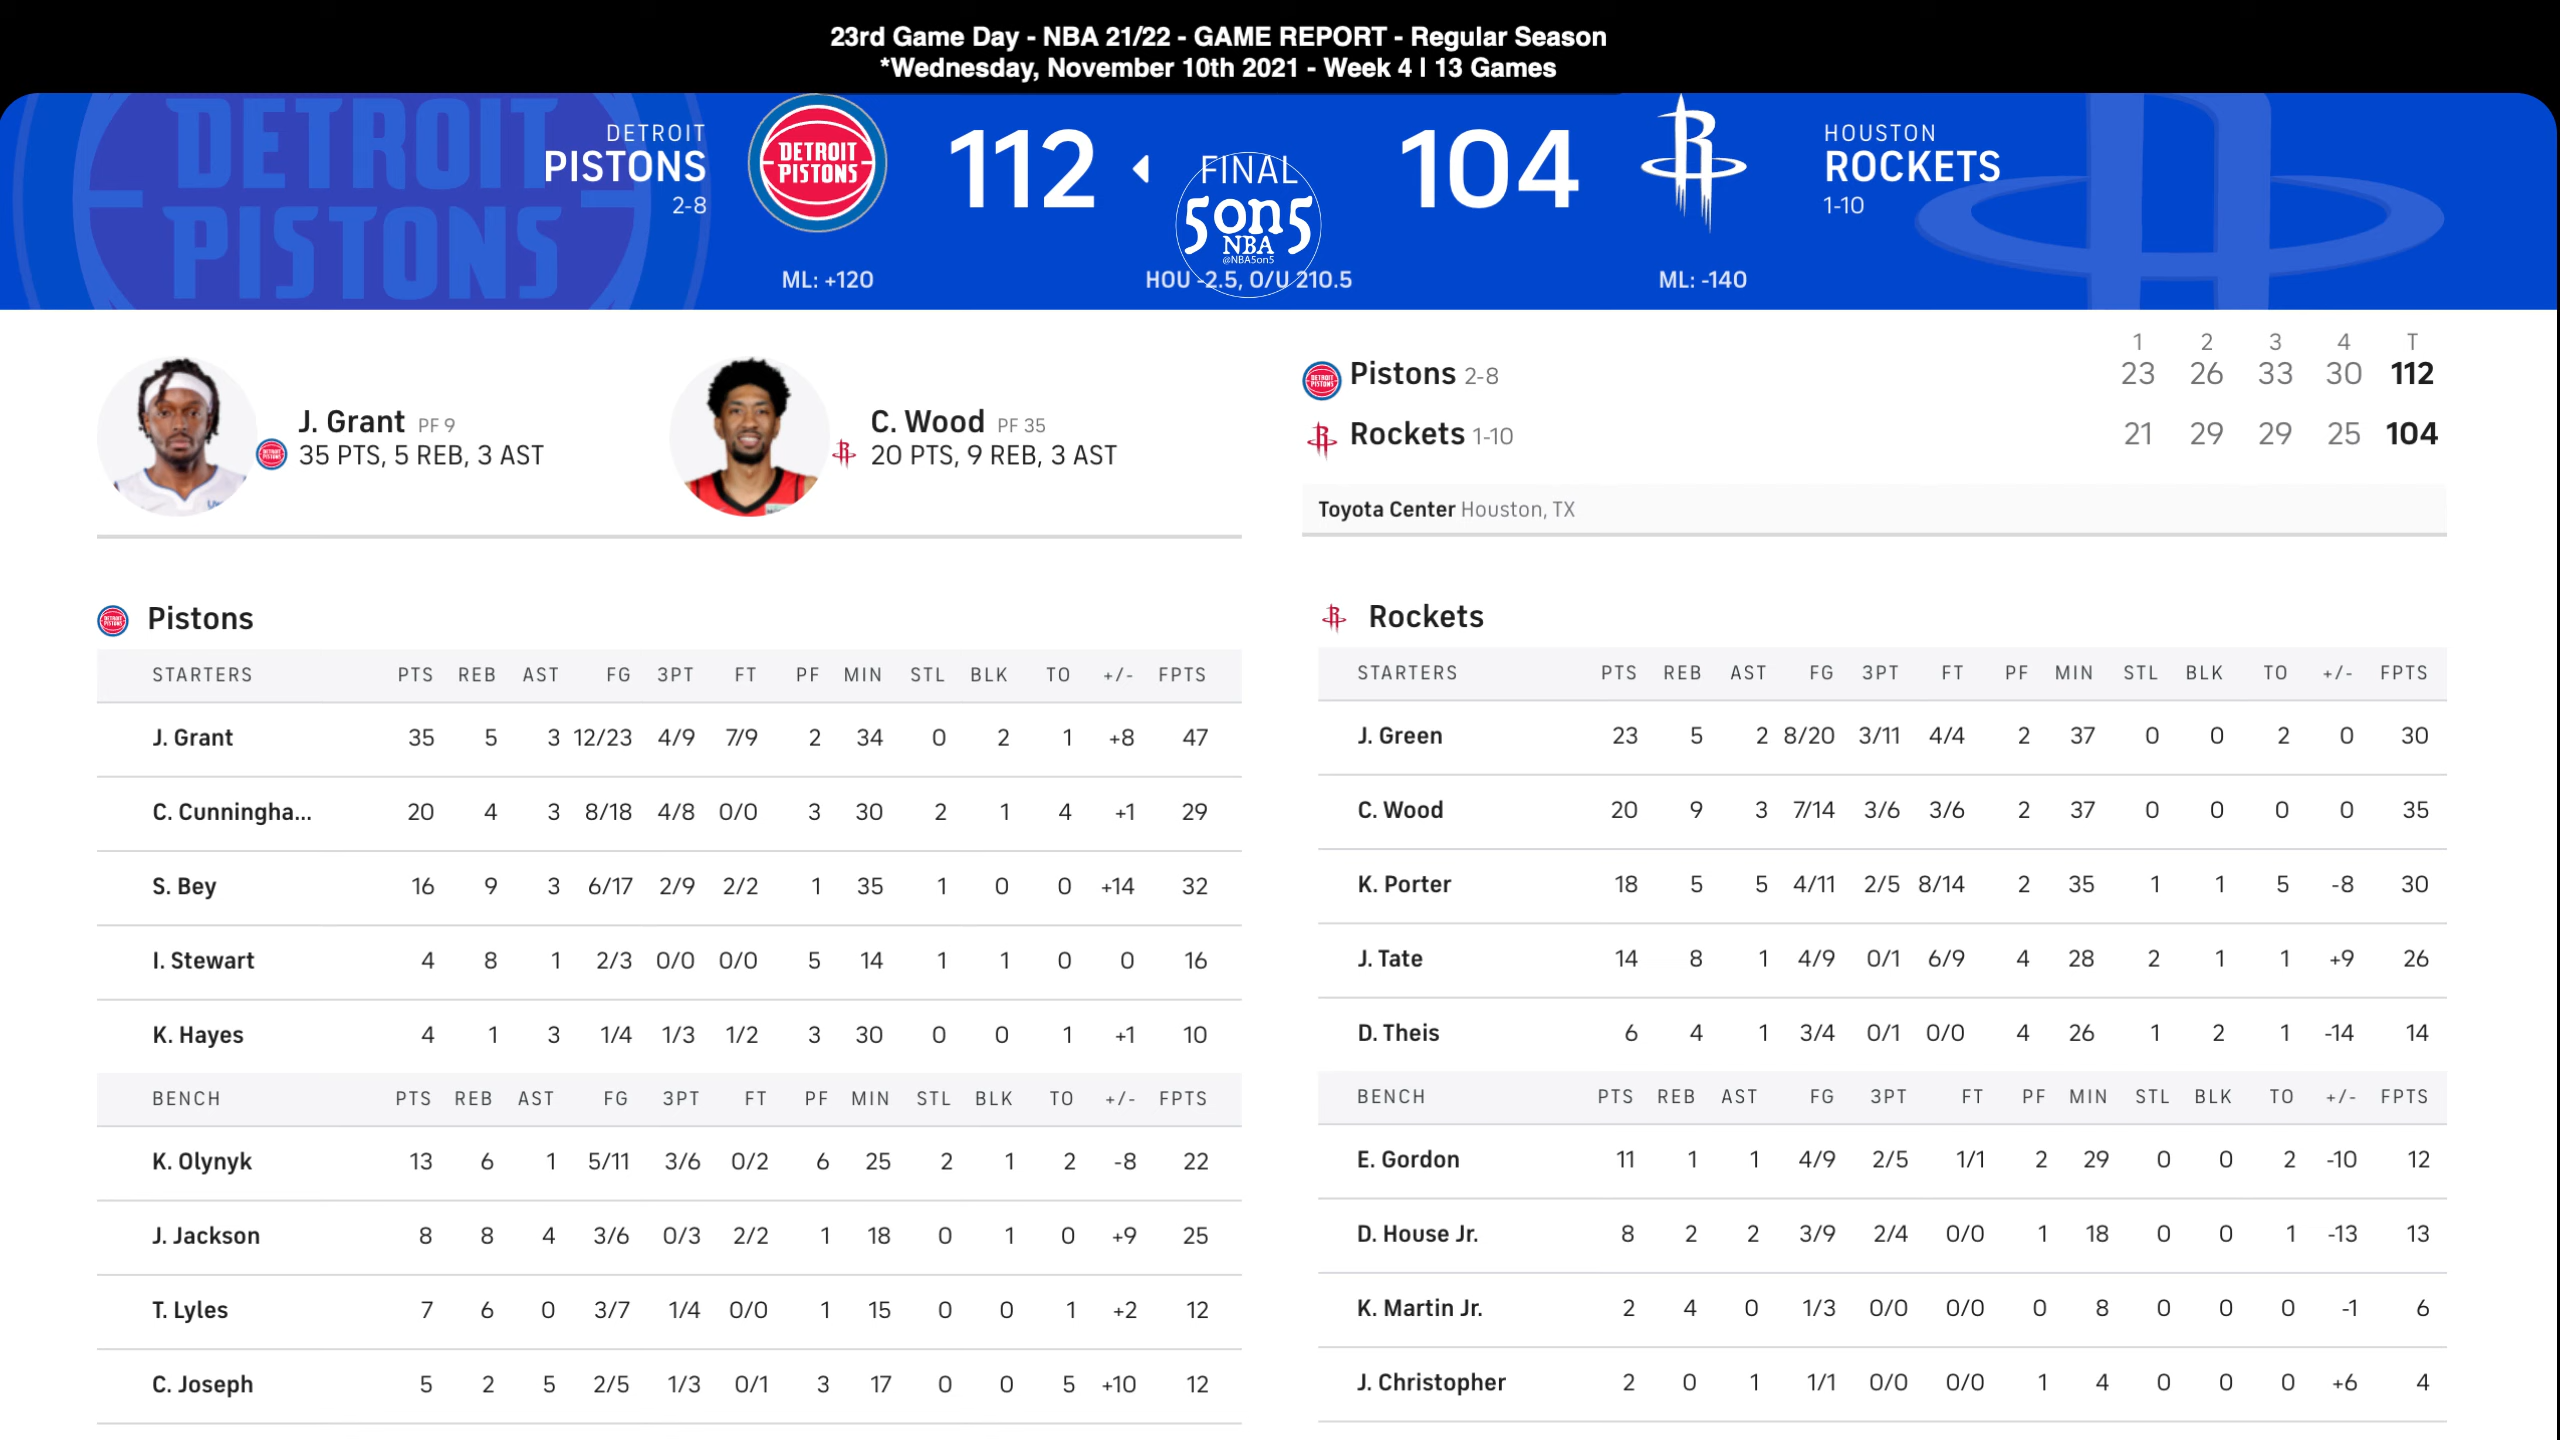 23rd Game Day - NBA 21/22 - GAME REPORT - Regular Season
*Wednesday, November 10th 2021 - Week 4 | 13 Games
DETROIT PISTONS
DETROIT
PISTONS
2-8
DETROIT PISTONS
112
FINAL
5on5
NBA
@NBA5on5
104
HOUSTON
ROCKETS
1-10
ML: +120
HOU -2.5, O/U 210.5
ML: -140
J. Grant PF 9
35 PTS, 5 REB, 3 AST
C. Wood PF 35
20 PTS, 9 REB, 3 AST
1 2 3 4 T
Pistons 2-8 23 26 33 30 112
Rockets 1-10 21 29 29 25 104
Toyota Center Houston, TX
Pistons
STARTERS PTS REB AST FG 3PT FT PF MIN STL BLK TO +/- FPTS
J. Grant 35 5 3 12/23 4/9 7/9 2 34 0 2 1 +8 47
C. Cunningha... 20 4 3 8/18 4/8 0/0 3 30 2 1 4 +1 29
S. Bey 16 9 3 6/17 2/9 2/2 1 35 1 0 0 +14 32
I. Stewart 4 8 1 2/3 0/0 0/0 5 14 1 1 0 0 16
K. Hayes 4 1 3 1/4 1/3 1/2 3 30 0 0 1 +1 10
BENCH PTS REB AST FG 3PT FT PF MIN STL BLK TO +/- FPTS
K. Olynyk 13 6 1 5/11 3/6 0/2 6 25 2 1 2 -8 22
J. Jackson 8 8 4 3/6 0/3 2/2 1 18 0 1 0 +9 25
T. Lyles 7 6 0 3/7 1/4 0/0 1 15 0 0 1 +2 12
C. Joseph 5 2 5 2/5 1/3 0/1 3 17 0 0 5 +10 12
Rockets
STARTERS PTS REB AST FG 3PT FT PF MIN STL BLK TO +/- FPTS
J. Green 23 5 2 8/20 3/11 4/4 2 37 0 0 2 0 30
C. Wood 20 9 3 7/14 3/6 3/6 2 37 0 0 0 0 35
K. Porter 18 5 5 4/11 2/5 8/14 2 35 1 1 5 -8 30
J. Tate 14 8 1 4/9 0/1 6/9 4 28 2 1 1 +9 26
D. Theis 6 4 1 3/4 0/1 0/0 4 26 1 2 1 -14 14
BENCH PTS REB AST FG 3PT FT PF MIN STL BLK TO +/- FPTS
E. Gordon 11 1 1 4/9 2/5 1/1 2 29 0 0 2 -10 12
D. House Jr. 8 2 2 3/9 2/4 0/0 1 18 0 0 1 -13 13
K. Martin Jr. 2 4 0 1/3 0/0 0/0 0 8 0 0 0 -1 6
J. Christopher 2 0 1 1/1 0/0 0/0 1 4 0 0 0 +6 4